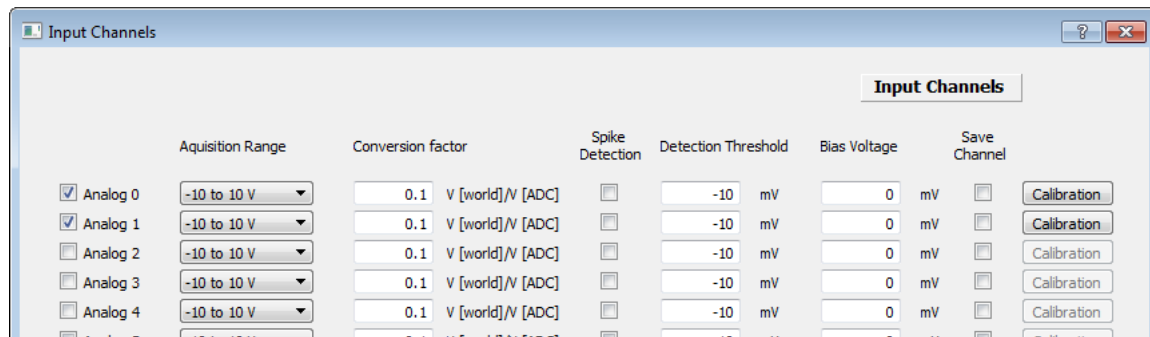 Input Channels
Input Channels
Aquisition Range Conversion factor Spike Detection Detection Threshold Bias Voltage Save Channel
Analog 0 -10 to 10 V 0.1 V [world]/V [ADC] -10 mV 0 mV Calibration
Analog 1 -10 to 10 V 0.1 V [world]/V [ADC] -10 mV 0 mV Calibration
Analog 2 -10 to 10 V 0.1 V [world]/V [ADC] -10 mV 0 mV Calibration
Analog 3 -10 to 10 V 0.1 V [world]/V [ADC] -10 mV 0 mV Calibration
Analog 4 -10 to 10 V 0.1 V [world]/V [ADC] -10 mV 0 mV Calibration